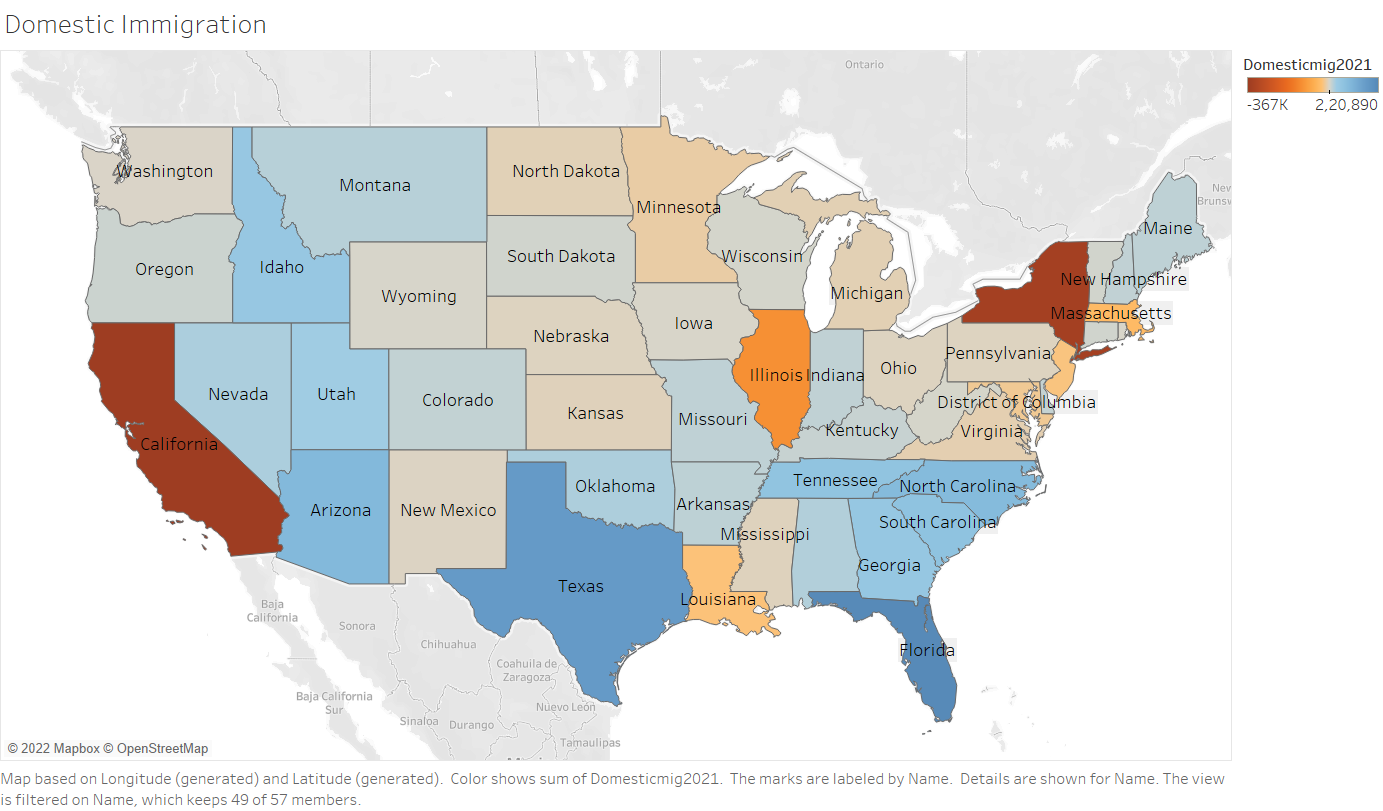 Domestic Immigration
Domesticmig2021
-367K 2,20,890
Ontario
New
Brunsw
Washington
North Dakota
Montana
Minnesota
Maine
Oregon
Idaho
South Dakota
Wisconsin
New Hampshire
Wyoming
Michigan
Massachusetts
Nebraska
Iowa
Pennsylvania
Nevada
Utah
Colorado
Illinois
Indiana
Ohio
District of Columbia
Kansas
Missouri
Kentucky
Virginia
California
Arizona
New Mexico
Oklahoma
Tennessee
North Carolina
Arkansas
South Carolina
Mississippi
Georgia
Texas
Louisiana
Florida
Baja
California
Sonora
Chihuahua
Coahuila de
Zaragoza
Baja California
Sur
Sinaloa
Durango
Nuevo León
Tamaulipas
© 2022 Mapbox © OpenStreetMap
Map based on Longitude (generated) and Latitude (generated).  Color shows sum of Domesticmig2021.  The marks are labeled by Name.  Details are shown for Name. The view
is filtered on Name, which keeps 49 of 57 members.